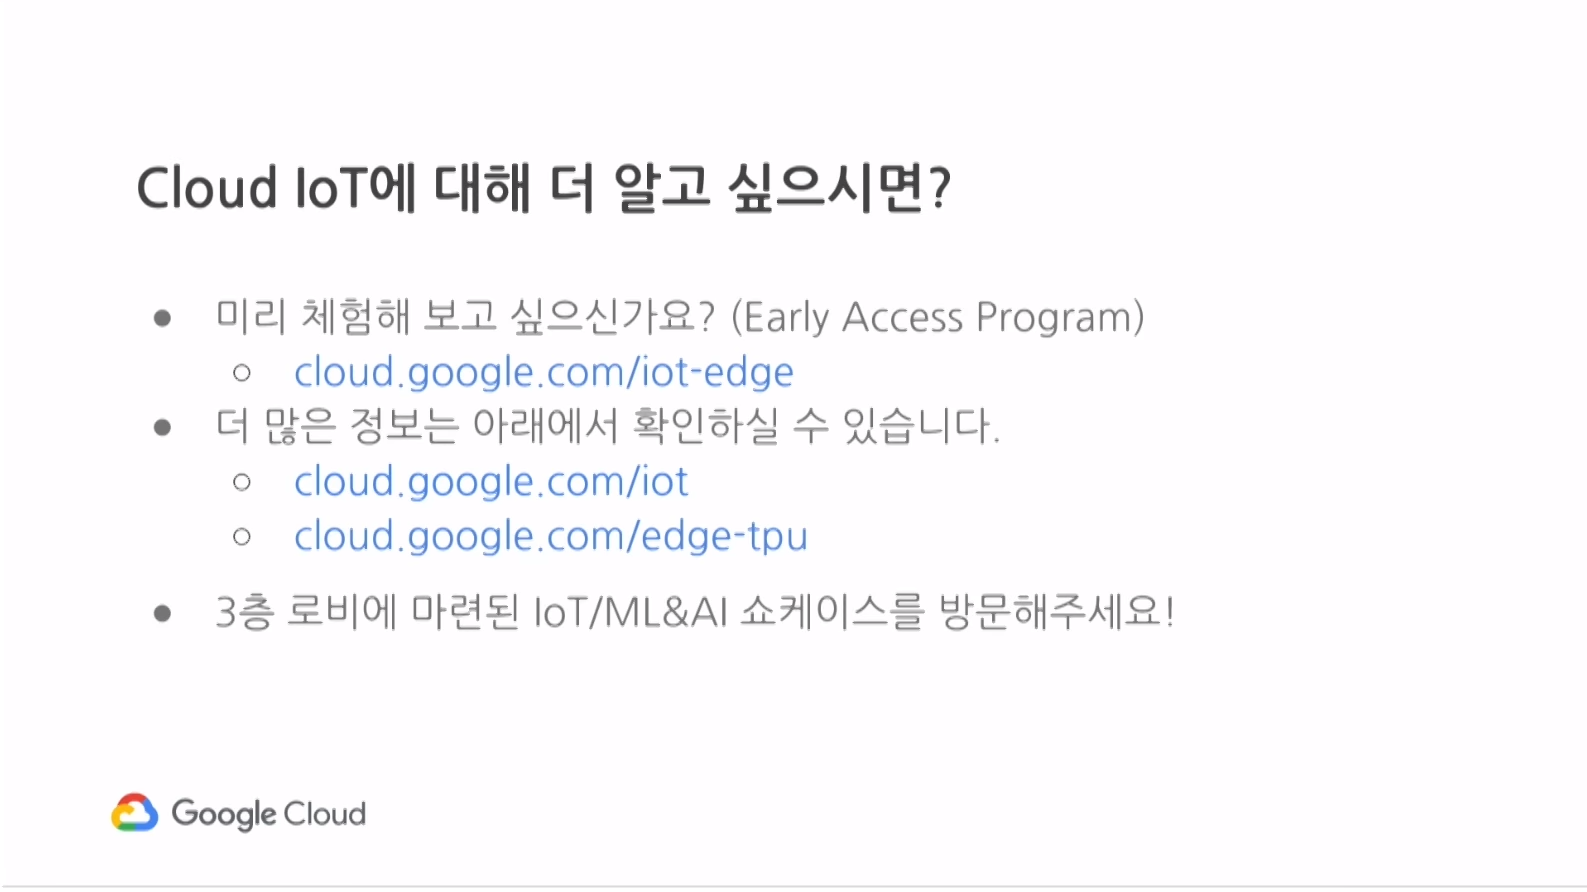 Cloud IoT에 대해 더 알고 싶으시면?
● 미리 체험해 보고 싶으신가요? (Early Access Program)
○ cloud.google.com/iot-edge
● 더 많은 정보는 아래에서 확인하실 수 있습니다.
○ cloud.google.com/iot
○ cloud.google.com/edge-tpu
● 3층 로비에 마련된 IoT/ML&AI 쇼케이스를 방문해주세요!
Google Cloud